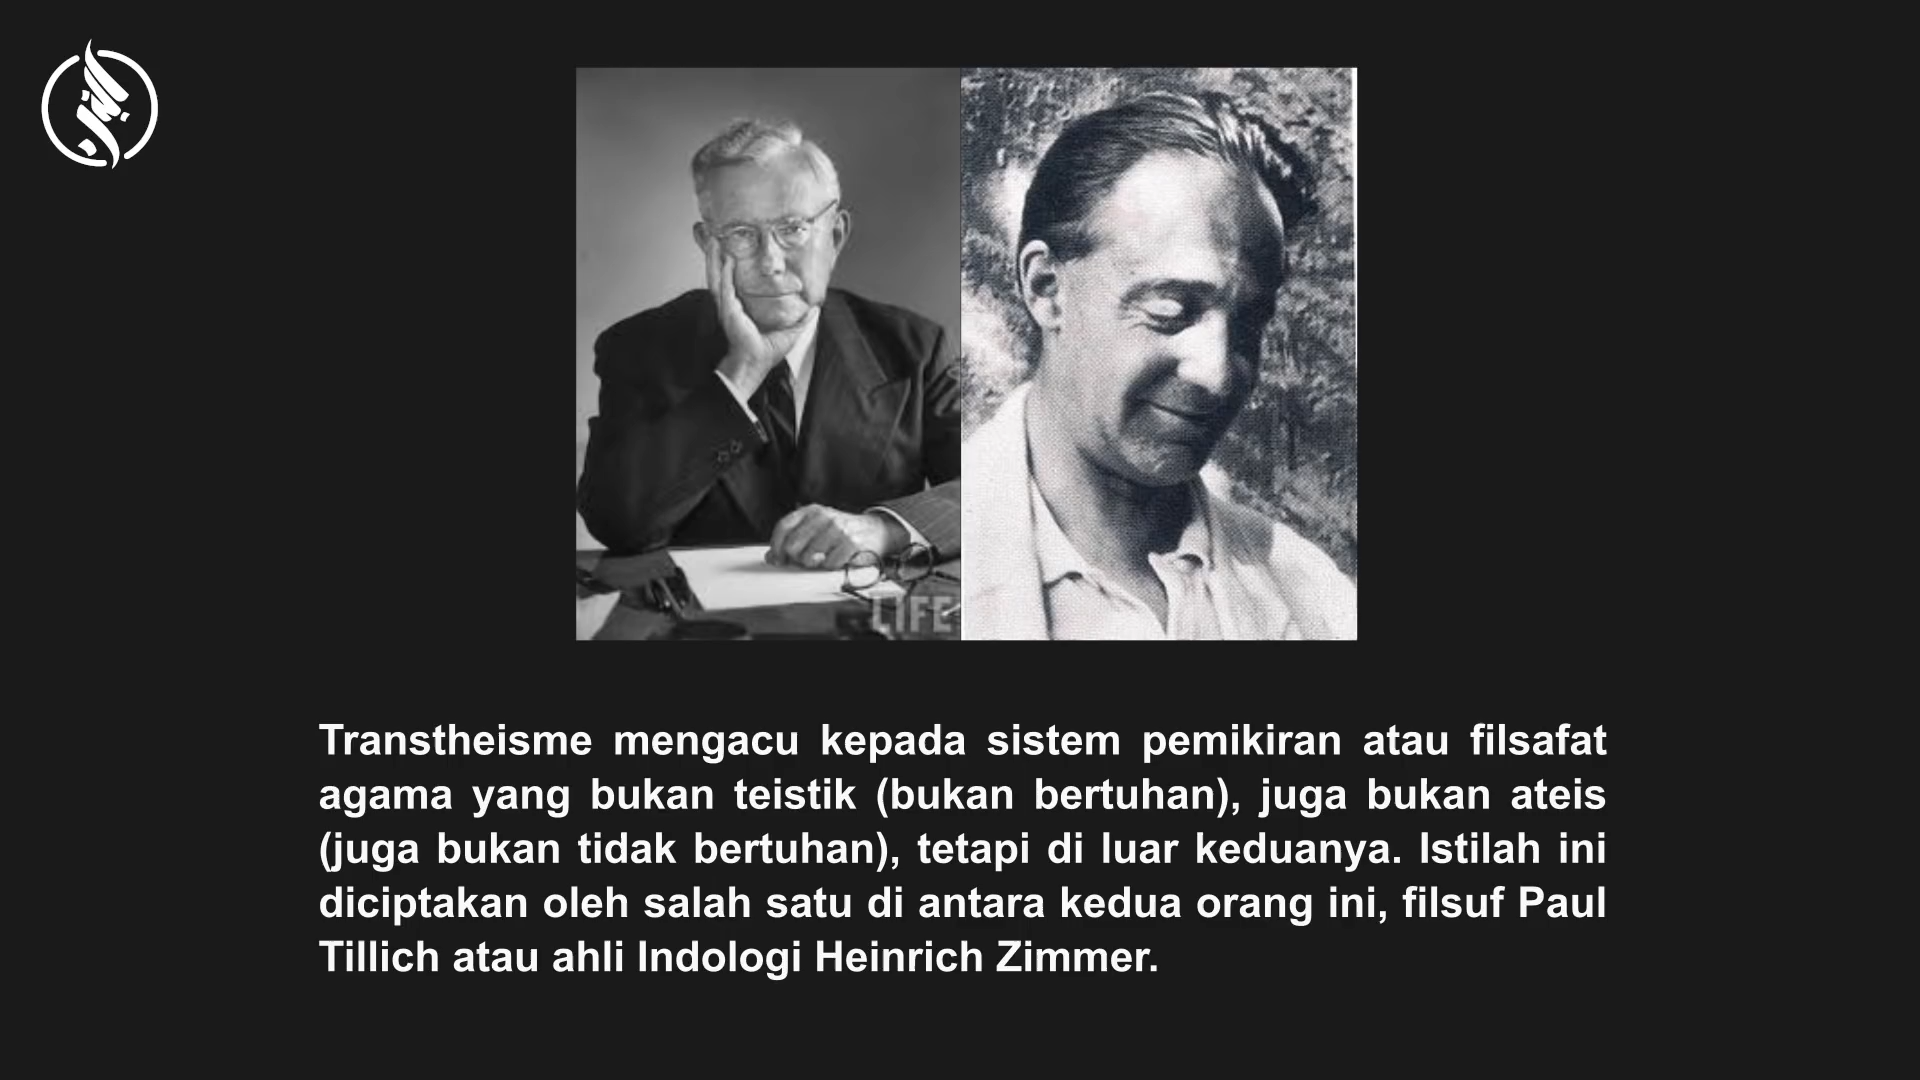 LIFE
Transtheisme mengacu kepada sistem pemikiran atau filsafat
agama yang bukan teistik (bukan bertuhan), juga bukan ateis
(juga bukan tidak bertuhan), tetapi di luar keduanya. Istilah ini
diciptakan oleh salah satu di antara kedua orang ini, filsuf Paul
Tillich atau ahli Indologi Heinrich Zimmer.